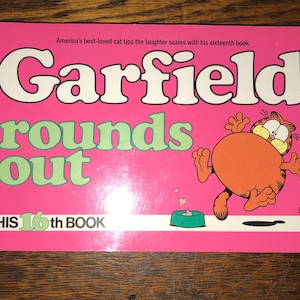 America's best-loved cat tips the laughter scales with his sixteenth book.
Garfield
rounds
out
HIS 16th BOOK